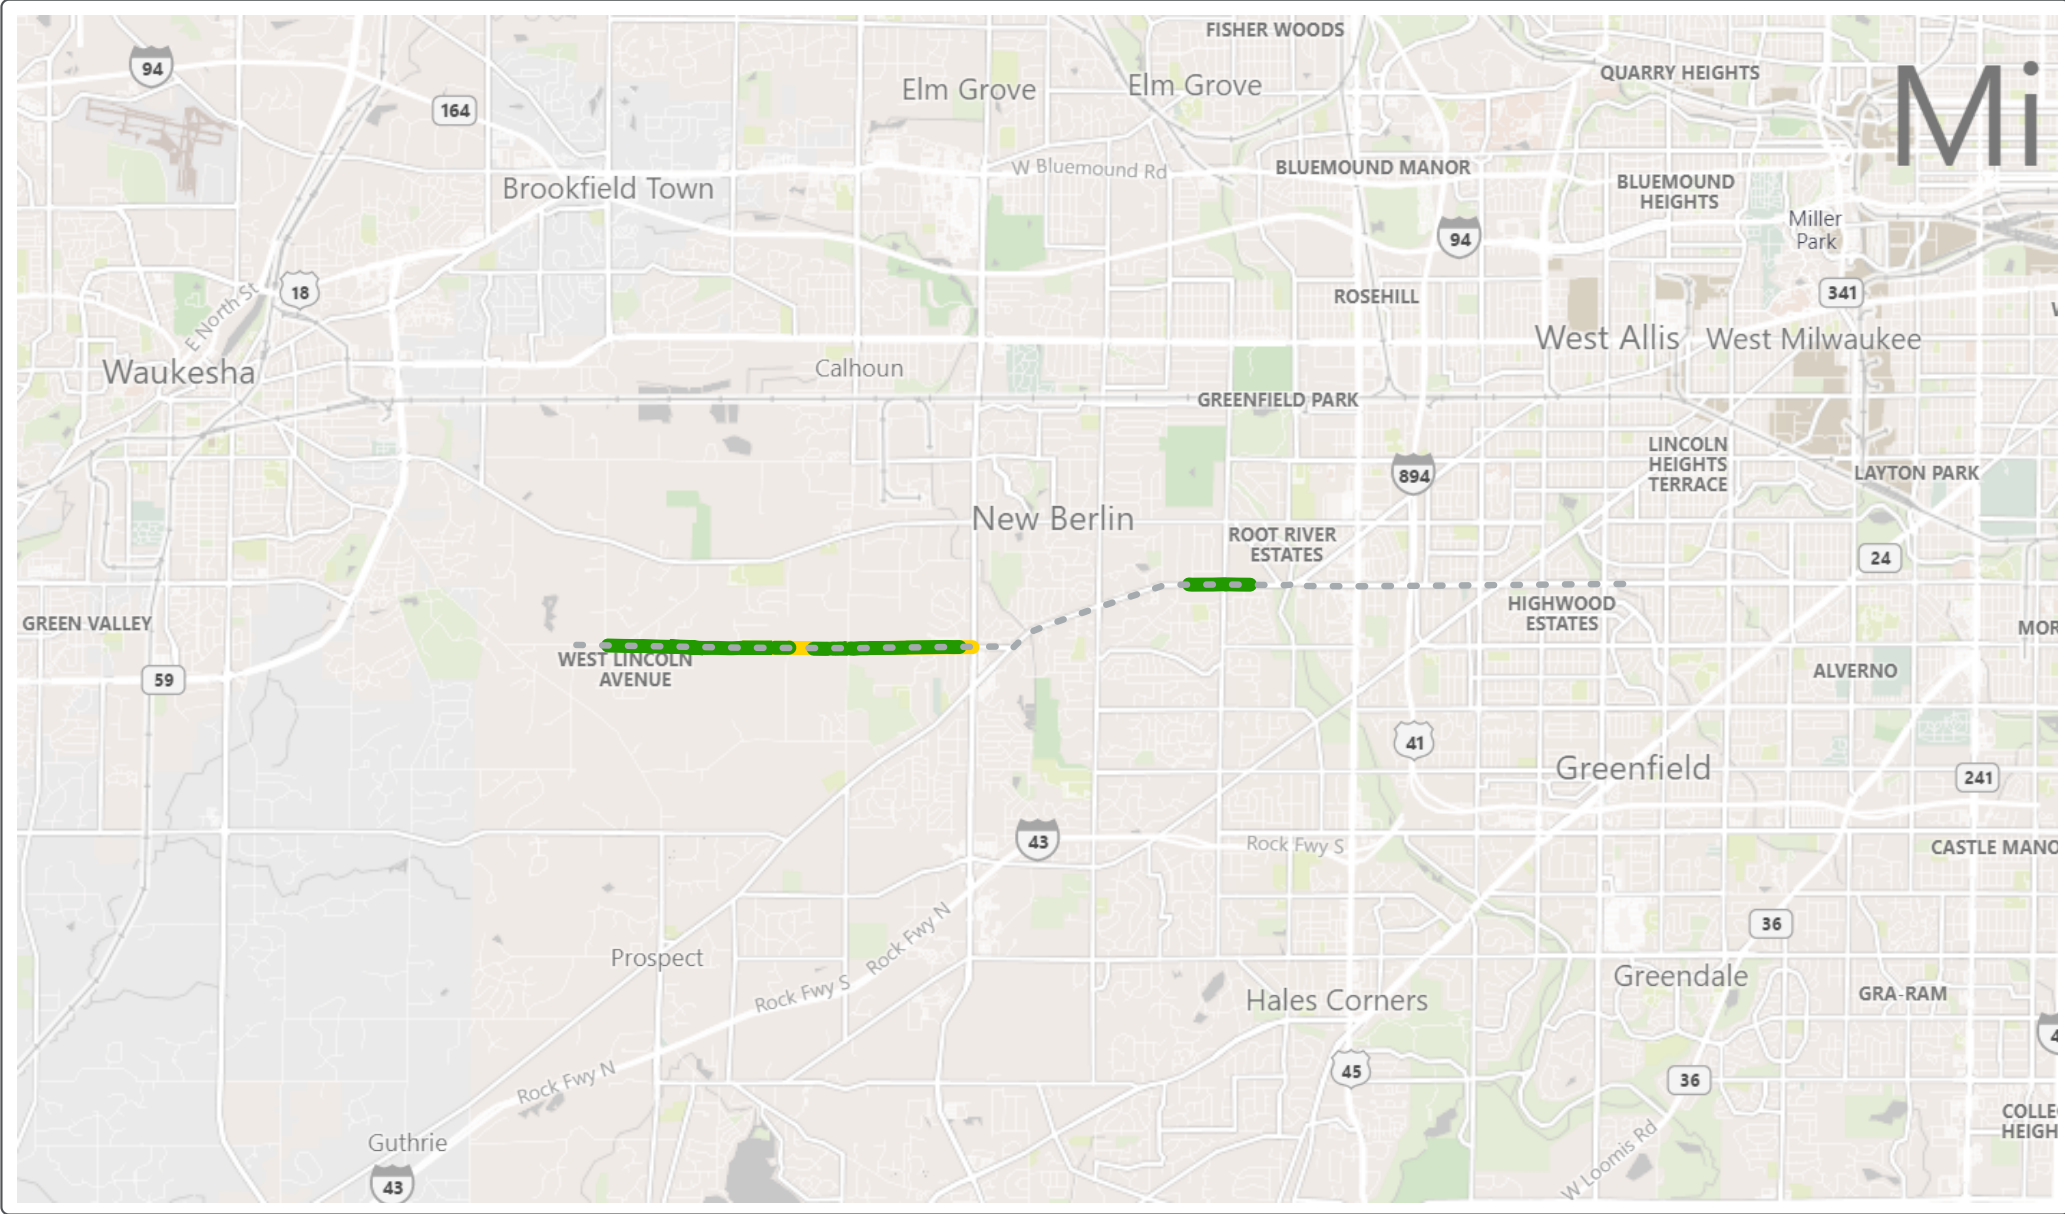 FISHER WOODS
94
QUARRY HEIGHTS
Mi
Elm Grove
Elm Grove
164
W Bluemound Rd
BLUEMOUND MANOR
Brookfield Town
BLUEMOUND
HEIGHTS
Miller
Park
94
E North St
18
ROSEHILL
341
West Allis
West Milwaukee
Waukesha
Calhoun
GREENFIELD PARK
LINCOLN
HEIGHTS
TERRACE
894
LAYTON PARK
New Berlin
ROOT RIVER
ESTATES
24
GREEN VALLEY
HIGHWOOD
ESTATES
MOR
WEST LINCOLN
AVENUE
59
ALVERNO
41
Greenfield
241
43
Rock Fwy S
CASTLE MANO
36
Rock Fwy N
Prospect
Greendale
Rock Fwy S
GRA-RAM
Hales Corners
4
45
Rock Fwy N
36
COLLE
HEIGH
Guthrie
W Loomis Rd
43